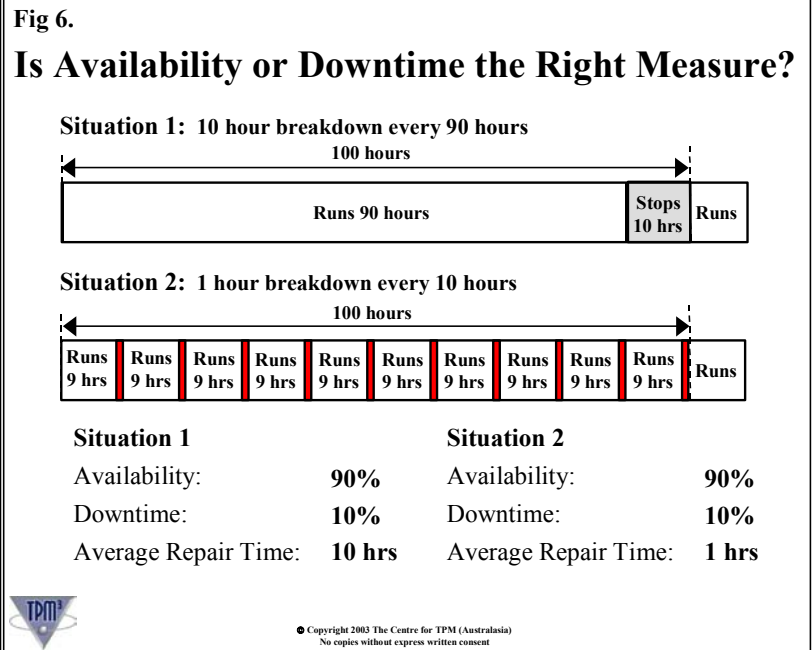 Fig 6.
Is Availability or Downtime the Right Measure?
Situation 1: 10 hour breakdown every 90 hours
100 hours
Runs 90 hours
Stops
10 hrs
Runs
Situation 2: 1 hour breakdown every 10 hours
100 hours
Runs Runs Runs Runs Runs Runs Runs Runs Runs Runs
9 hrs 9 hrs 9 hrs 9 hrs 9 hrs 9 hrs 9 hrs 9 hrs 9 hrs 9 hrs
Runs
Situation 1
Availability: 90%
Downtime: 10%
Average Repair Time: 10 hrs
Situation 2
Availability: 90%
Downtime: 10%
Average Repair Time: 1 hrs
TPM³
© Copyright 2003 The Centre for TPM (Australasia)
No copies without express written consent